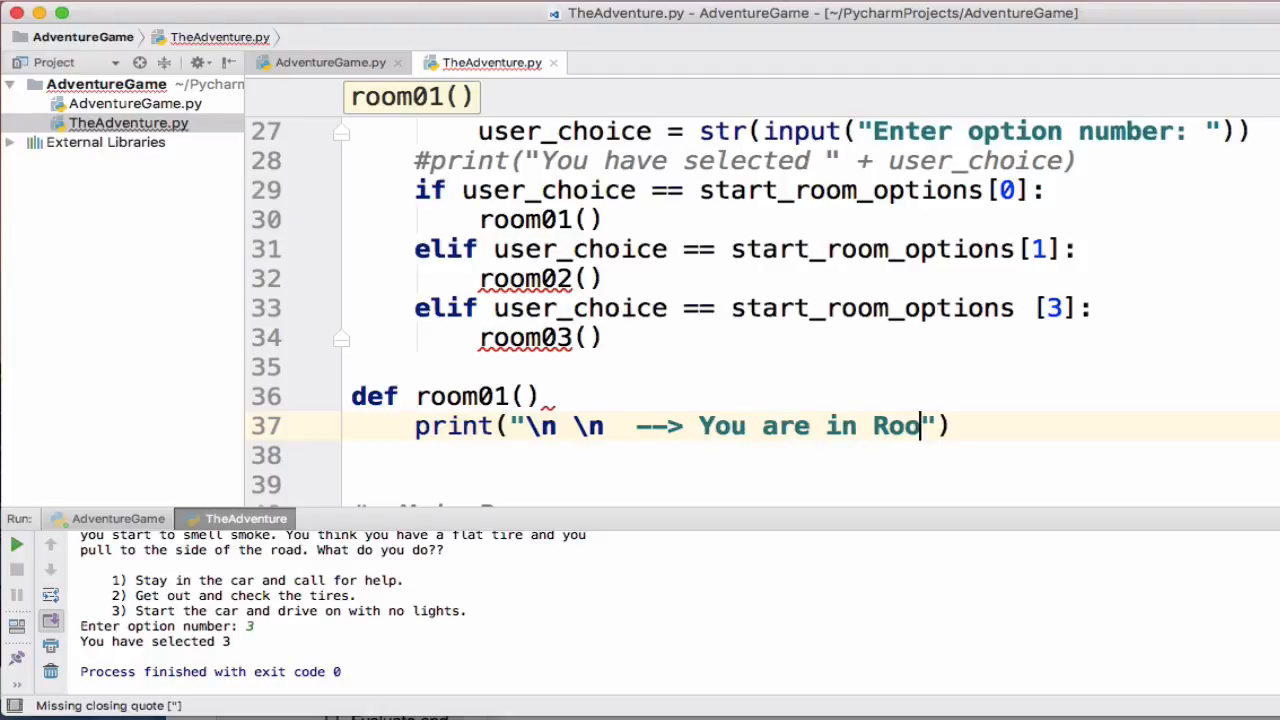 TheAdventure.py - AdventureGame - [~/PycharmProjects/AdventureGame]
AdventureGame TheAdventure.py
Project AdventureGame.py TheAdventure.py
AdventureGame ~/Pycharm
AdventureGame.py
TheAdventure.py
External Libraries
room01()
27 user_choice = str(input("Enter option number: "))
28 #print("You have selected " + user_choice)
29 if user_choice == start_room_options[0]:
30 room01()
31 elif user_choice == start_room_options[1]:
32 room02()
33 elif user_choice == start_room_options [3]:
34 room03()
35
36 def room01()
37 print("\n \n  --> You are in Roo")
38
39
Run: AdventureGame TheAdventure
you start to smell smoke. You think you have a flat tire and you
pull to the side of the road. What do you do??
1) Stay in the car and call for help.
2) Get out and check the tires.
3) Start the car and drive on with no lights.
Enter option number: 3
You have selected 3
Process finished with exit code 0
Missing closing quote ["]